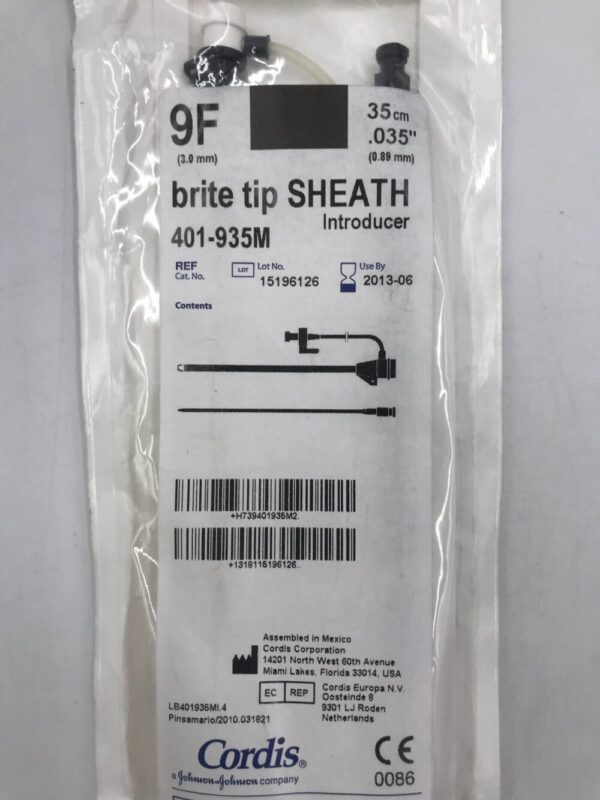 9F
(3.0 mm)
35cm
.035"
(0.89 mm)
brite tip SHEATH
Introducer
401-935M
REF
Cat. No.
LOT
Lot No.
15196126
Use By
2013-06
Contents
+H739401935M2.
+1318115196126..
Assembled in Mexico
Cordis Corporation
14201 North West 60th Avenue
Miami Lakes, Florida 33014, USA
EC REP
Cordis Europa N.V.
Oosteinde 8
9301 LJ Roden
Netherlands
LB401935MI.4
Pinsamario/2010.031821
Cordis®
a Johnson & Johnson company
CE
0086